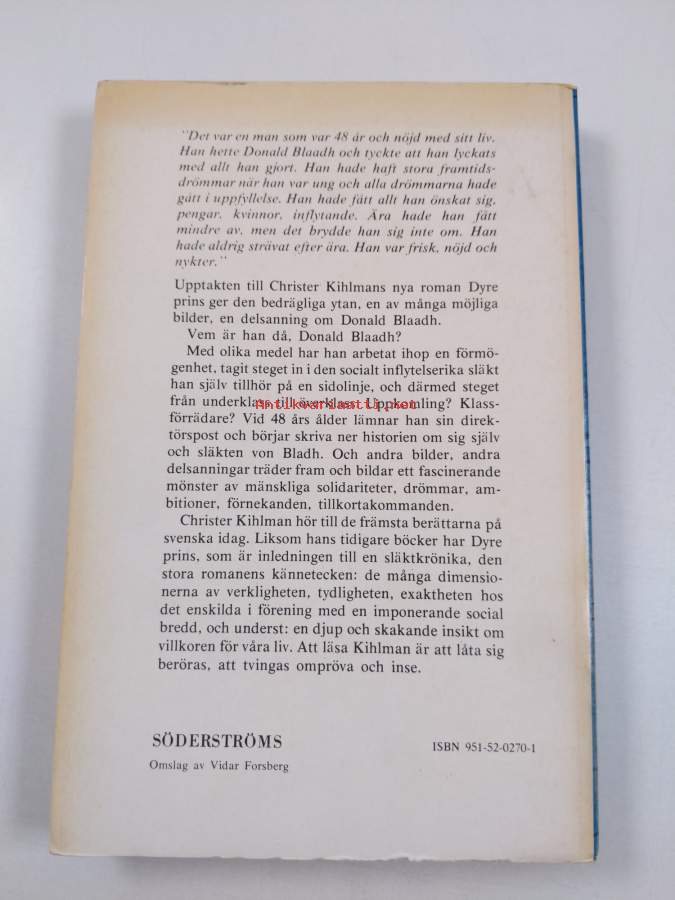 "Det var en man som var 48 år och nöjd med sitt liv.
Han hette Donald Blaadh och tyckte att han lyckats
med allt han gjort. Han hade haft stora framtids-
drömmar när han var ung och alla drömmarna hade
gått i uppfyllelse. Han hade fått allt han önskat sig,
pengar, kvinnor, inflytande. Ära hade han fått
mindre av, men det brydde han sig inte om. Han
hade aldrig strävat efter ära. Han var frisk, nöjd och
nykter."
Upptakten till Christer Kihlmans nya roman Dyre
prins ger den bedrägliga ytan, en av många möjliga
bilder, en delsanning om Donald Blaadh.
Vem är han då, Donald Blaadh?
Med olika medel har han arbetat ihop en förmö-
genhet, tagit steget in i den socialt inflytelserika släkt
han själv tillhör på en sidolinje, och därmed steget
från underklass till överklass. Uppkomling? Klass-
Antikvariaatti.net
förrädare? Vid 48 års ålder lämnar han sin direk-
törspost och börjar skriva ner historien om sig själv
och släkten von Bladh. Och andra bilder, andra
delsanningar träder fram och bildar ett fascinerande
mönster av mänskliga solidariteter, drömmar, am-
bitioner, förnekanden, tillkortakommanden.
Christer Kihlman hör till de främsta berättarna på
svenska idag. Liksom hans tidigare böcker har Dyre
prins, som är inledningen till en släktkrönika, den
stora romanens kännetecken: de många dimensio-
nerna av verkligheten, tydligheten, exaktheten hos
det enskilda i förening med en imponerande social
bredd, och underst: en djup och skakande insikt om
villkoren för våra liv. Att läsa Kihlman är att låta sig
beröras, att tvingas ompröva och inse.
SÖDERSTRÖMS
ISBN 951-52-0270-1
Omslag av Vidar Forsberg